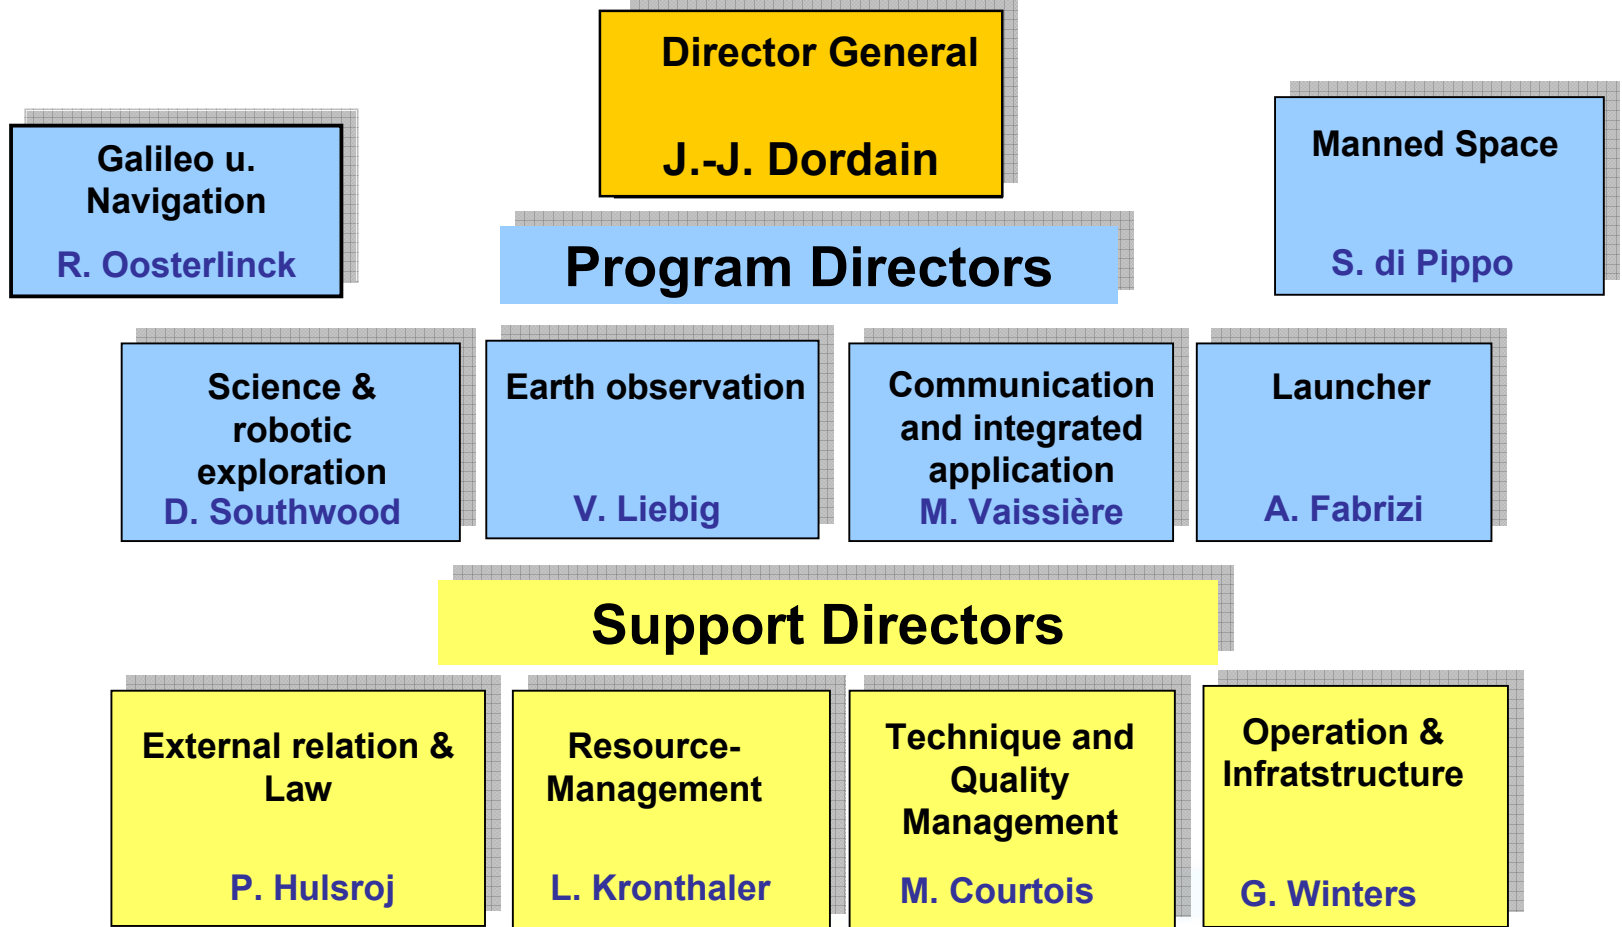 Director General
J.-J. Dordain
Galileo u.
Navigation
R. Oosterlinck
Manned Space
S. di Pippo
Program Directors
Science &
robotic
exploration
D. Southwood
Earth observation
V. Liebig
Communication
and integrated
application
M. Vaissière
Launcher
A. Fabrizi
Support Directors
External relation &
Law
P. Hulsroj
Resource-
Management
L. Kronthaler
Technique and
Quality
Management
M. Courtois
Operation &
Infratstructure
G. Winters